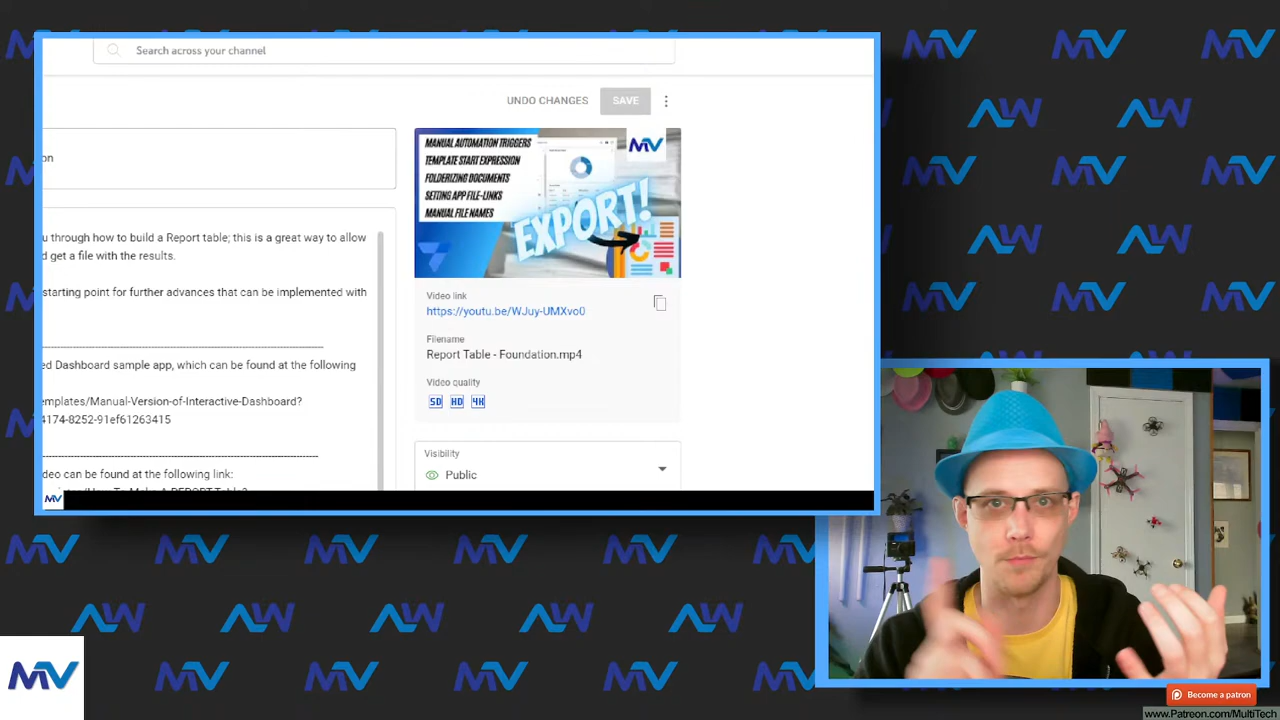 Search across your channel
UNDO CHANGES
SAVE
on
MANUAL AUTOMATION TRIGGERS
TEMPLATE START EXPRESSION
FOLDERIZING DOCUMENTS
SETTING APP FILE-LINKS
MANUAL FILE NAMES
EXPORT!
MV
u through how to build a Report table; this is a great way to allow
d get a file with the results.
starting point for further advances that can be implemented with
ed Dashboard sample app, which can be found at the following
emplates/Manual-Version-of-Interactive-Dashboard?
4174-8252-91ef61263415
deo can be found at the following link:
Video link
https://youtu.be/WJuy-UMXvo0
Filename
Report Table - Foundation.mp4
Video quality
SD HD 4K
Visibility
Public
MV
MV
Become a patron
www.Patreon.com/MultiTech